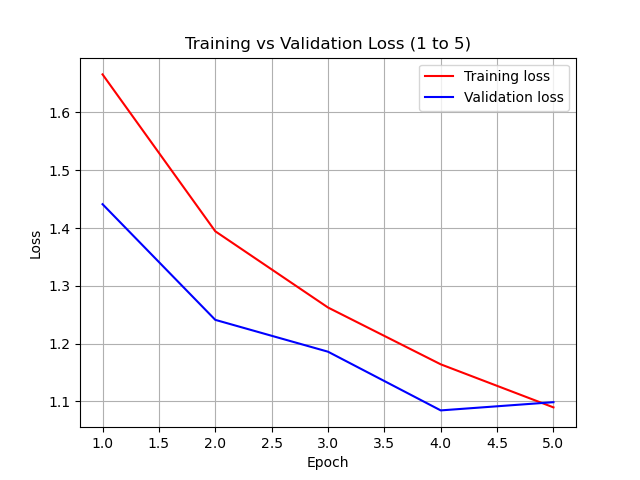 Training vs Validation Loss (1 to 5)
Training loss
Validation loss
1.6
1.5
1.4
1.3
1.2
1.1
Loss
1.0 1.5 2.0 2.5 3.0 3.5 4.0 4.5 5.0
Epoch